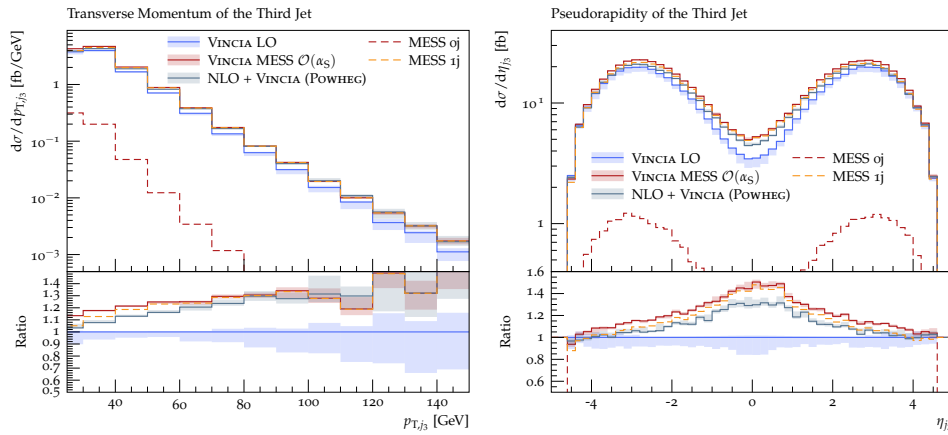 Transverse Momentum of the Third Jet
dσ/dp_T,j3 [fb/GeV]
VINCIA LO
VINCIA MESS O(αS)
NLO + VINCIA (POWHEG)
MESS 0j
MESS 1j
1
10⁻¹
10⁻²
10⁻³
Ratio
1.4
1.3
1.2
1.1
1
0.9
0.8
0.7
0.6
0.5
40 60 80 100 120 140
p_T,j3 [GeV]
Pseudorapidity of the Third Jet
dσ/dη_j3 [fb]
10¹
1
VINCIA LO
VINCIA MESS O(αS)
NLO + VINCIA (POWHEG)
MESS 0j
MESS 1j
Ratio
1.6
1.4
1.2
1
0.8
0.6
-4 -2 0 2 4
η_j